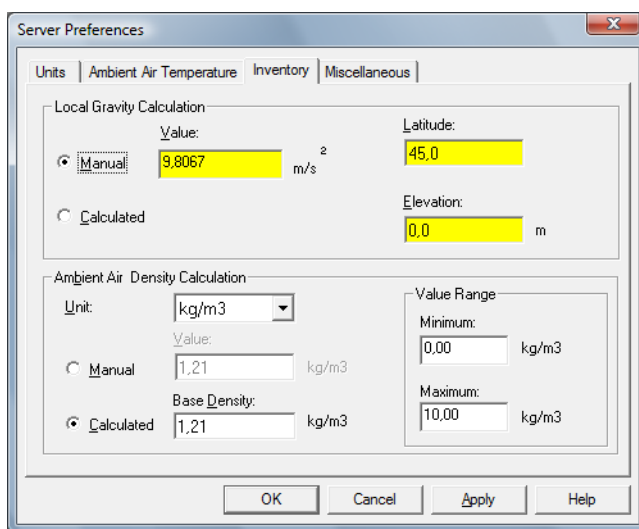 Server Preferences
Units
Ambient Air Temperature
Inventory
Miscellaneous
Local Gravity Calculation
Value:
Latitude:
Manual
9,8067
m/s 2
45,0
Calculated
Elevation:
0,0
m
Ambient Air Density Calculation
Unit:
kg/m3
Value:
Manual
1,21
kg/m3
Base Density:
Calculated
1,21
kg/m3
Value Range
Minimum:
0,00
kg/m3
Maximum:
10,00
kg/m3
OK
Cancel
Apply
Help